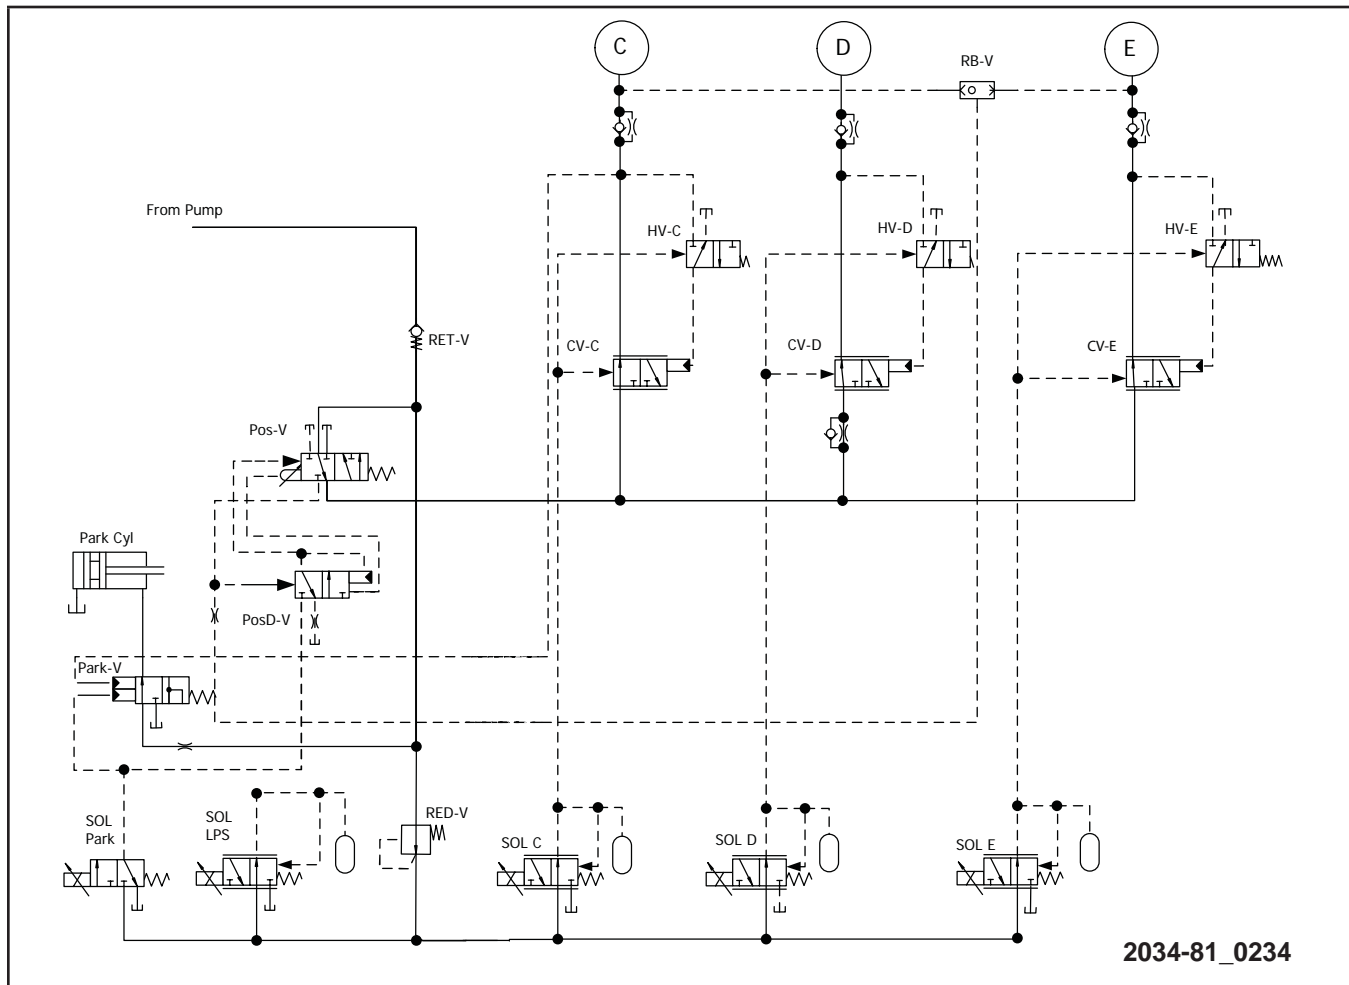 C
D
E
RB-V
From Pump
HV-C
HV-D
HV-E
RET-V
CV-C
CV-D
CV-E
Pos-V
Park Cyl
PosD-V
Park-V
SOL
Park
SOL
LPS
RED-V
SOL C
SOL D
SOL E
2034-81_0234